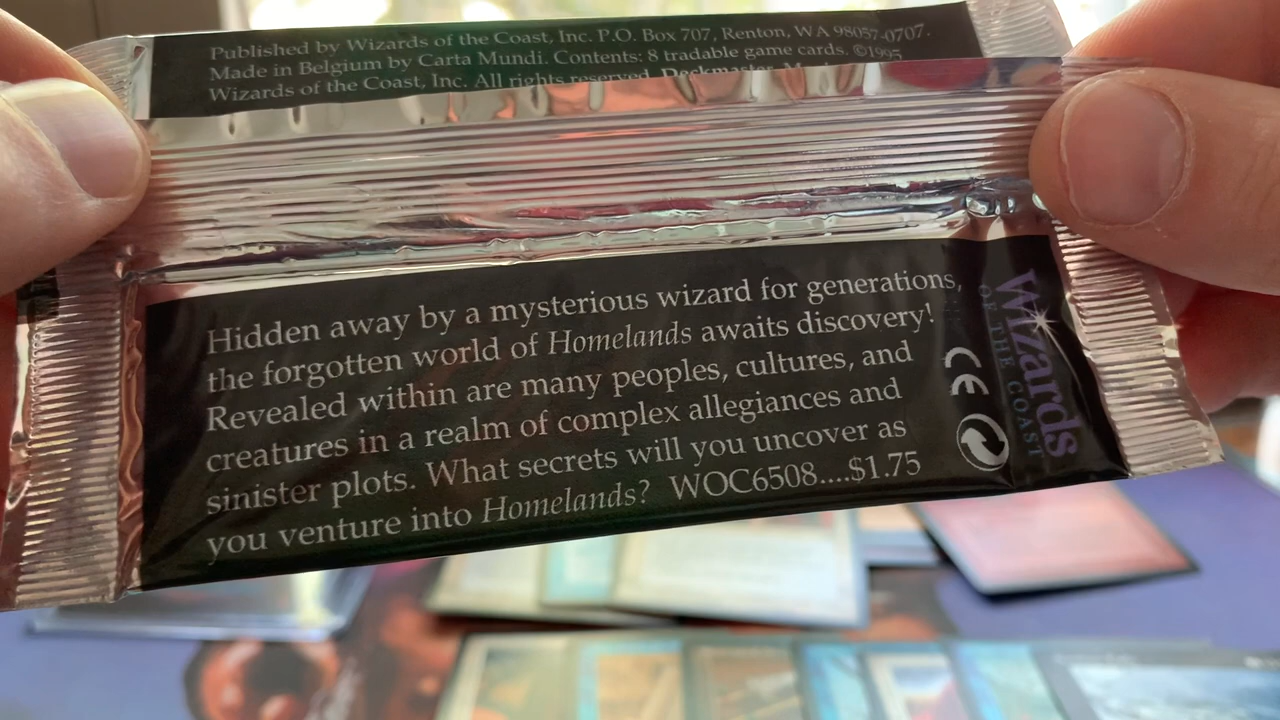 Published by Wizards of the Coast, Inc. P.O. Box 707, Renton, WA 98057-0707.
Made in Belgium by Carta Mundi. Contents: 8 tradable game cards. ©1995
Wizards of the Coast, Inc. All rights reserved. Deckmaster,
Hidden away by a mysterious wizard for generations,
the forgotten world of Homelands awaits discovery!
Revealed within are many peoples, cultures, and
creatures in a realm of complex allegiances and
sinister plots. What secrets will you uncover as
you venture into Homelands? WOC6508....$1.75
CE
Wizards
OF THE COAST